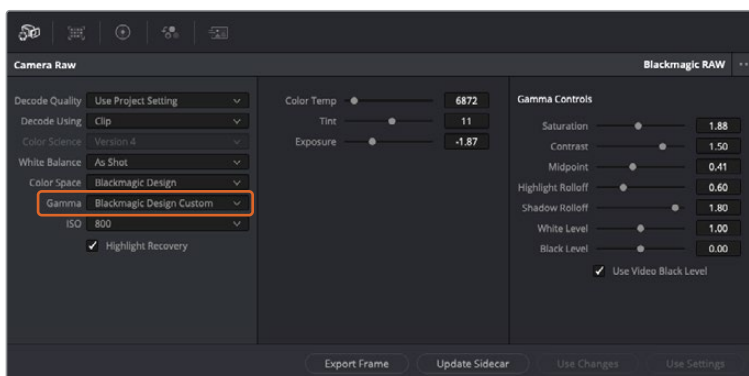 Camera Raw
Blackmagic RAW
Decode Quality Use Project Setting
Decode Using Clip
Color Science Version 4
White Balance As Shot
Color Space Blackmagic Design
Gamma Blackmagic Design Custom
ISO 800
Highlight Recovery
Color Temp 6872
Tint 11
Exposure -1.87
Gamma Controls
Saturation 1.88
Contrast 1.50
Midpoint 0.41
Highlight Rolloff 0.60
Shadow Rolloff 1.80
White Level 1.00
Black Level 0.00
Use Video Black Level
Export Frame Update Sidecar Use Changes Use Settings